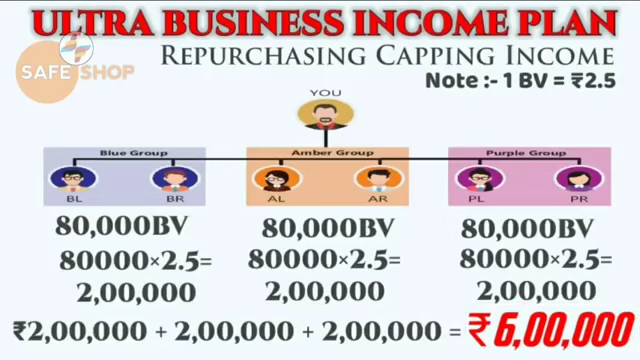 ULTRA BUSINESS INCOME PLAN
SAFE SHOP
REPURCHASING CAPPING INCOME
Note :- 1 BV = ₹2.5
YOU
Blue Group Amber Group Purple Group
BL BR AL AR PL PR
80,000BV 80,000BV 80,000BV
80000×2.5= 80000×2.5= 80000×2.5=
2,00,000 2,00,000 2,00,000
₹2,00,000 + 2,00,000 + 2,00,000 = ₹6,00,000